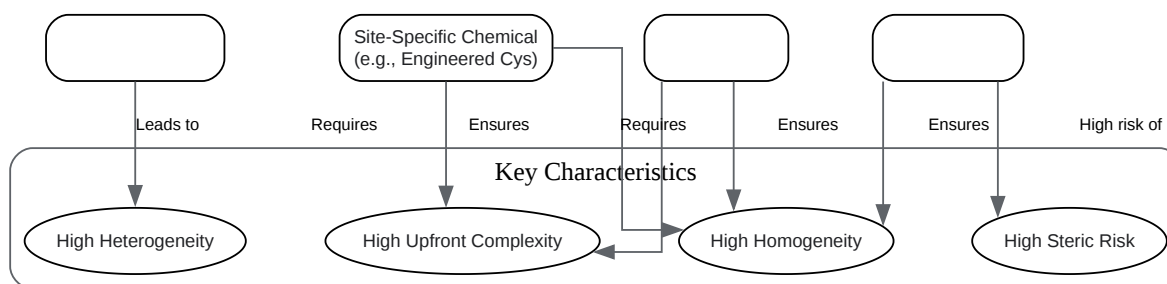 Site-Specific Chemical
(e.g., Engineered Cys)
Leads to
Requires
Ensures
Requires
Ensures
Ensures
High risk of
Key Characteristics
High Heterogeneity
High Upfront Complexity
High Homogeneity
High Steric Risk